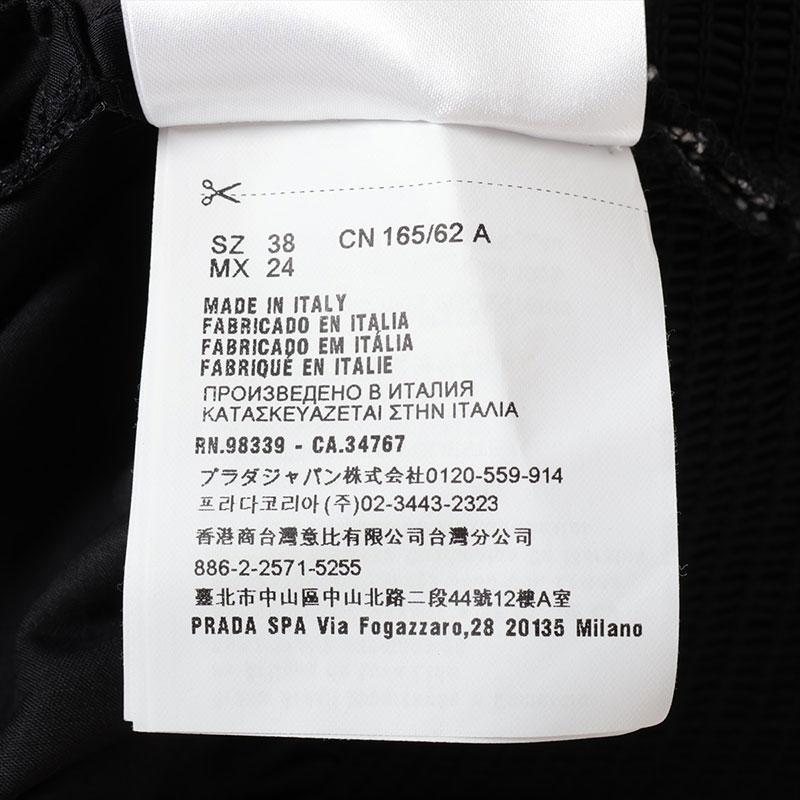 SZ 38 CN 165/62 A
MX 24
MADE IN ITALY
FABRICADO EN ITALIA
FABRICADO EM ITÁLIA
FABRIQUÉ EN ITALIE
ПРОИЗВЕДЕНО В ИТАЛИЯ
ΚΑΤΑΣΚΕΥΑΖΕΤΑΙ ΣΤΗΝ ΙΤΑΛΙΑ
RN.98339 - CA.34767
プラダジャパン株式会社0120-559-914
프라다코리아(주)02-3443-2323
香港商台灣意比有限公司台灣分公司
886-2-2571-5255
臺北市中山區中山北路二段44號12樓A室
PRADA SPA Via Fogazzaro,28 20135 Milano